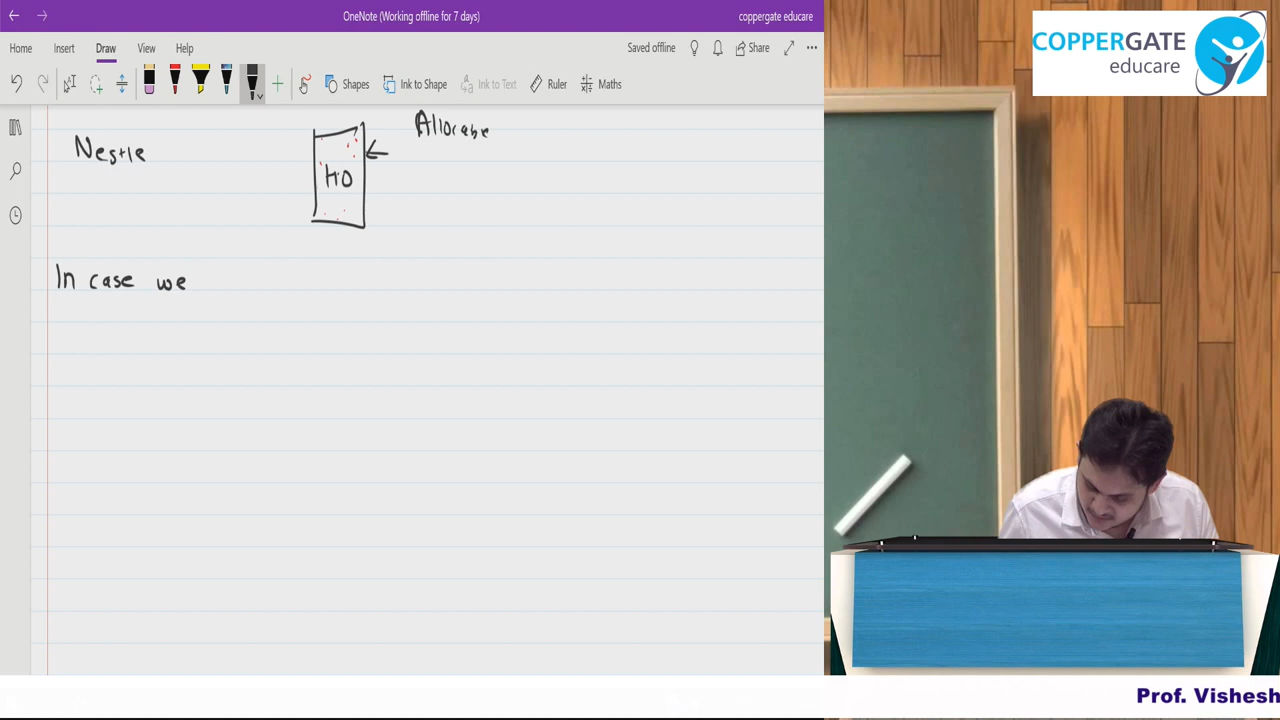 OneNote (Working offline for 7 days)
coppergate educare
Home Insert Draw View Help
Saved offline
Share
Shapes
Ink to Shape
Ink to Text
Ruler
Maths
COPPERGATE
educare
Allocabe
Nestle
HO
In case we
Prof. Vishesh